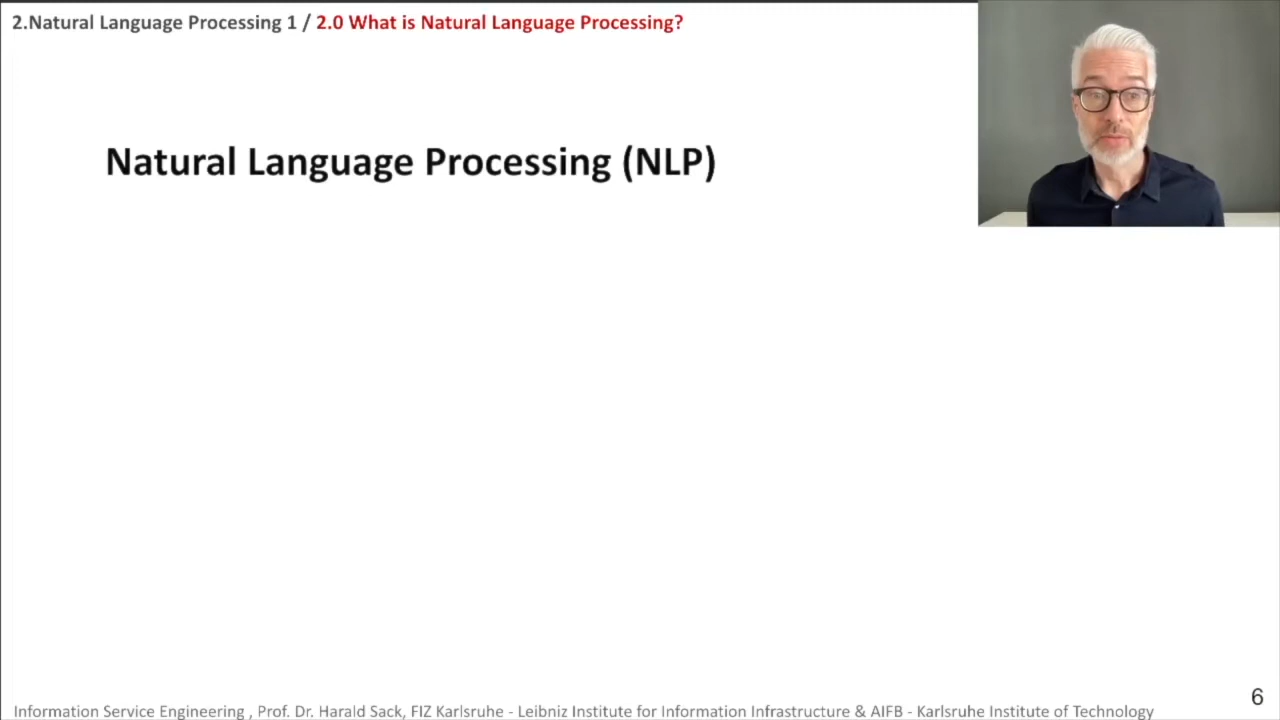 2.Natural Language Processing 1 / 2.0 What is Natural Language Processing?
Natural Language Processing (NLP)
6
Information Service Engineering , Prof. Dr. Harald Sack, FIZ Karlsruhe - Leibniz Institute for Information Infrastructure & AIFB - Karlsruhe Institute of Technology